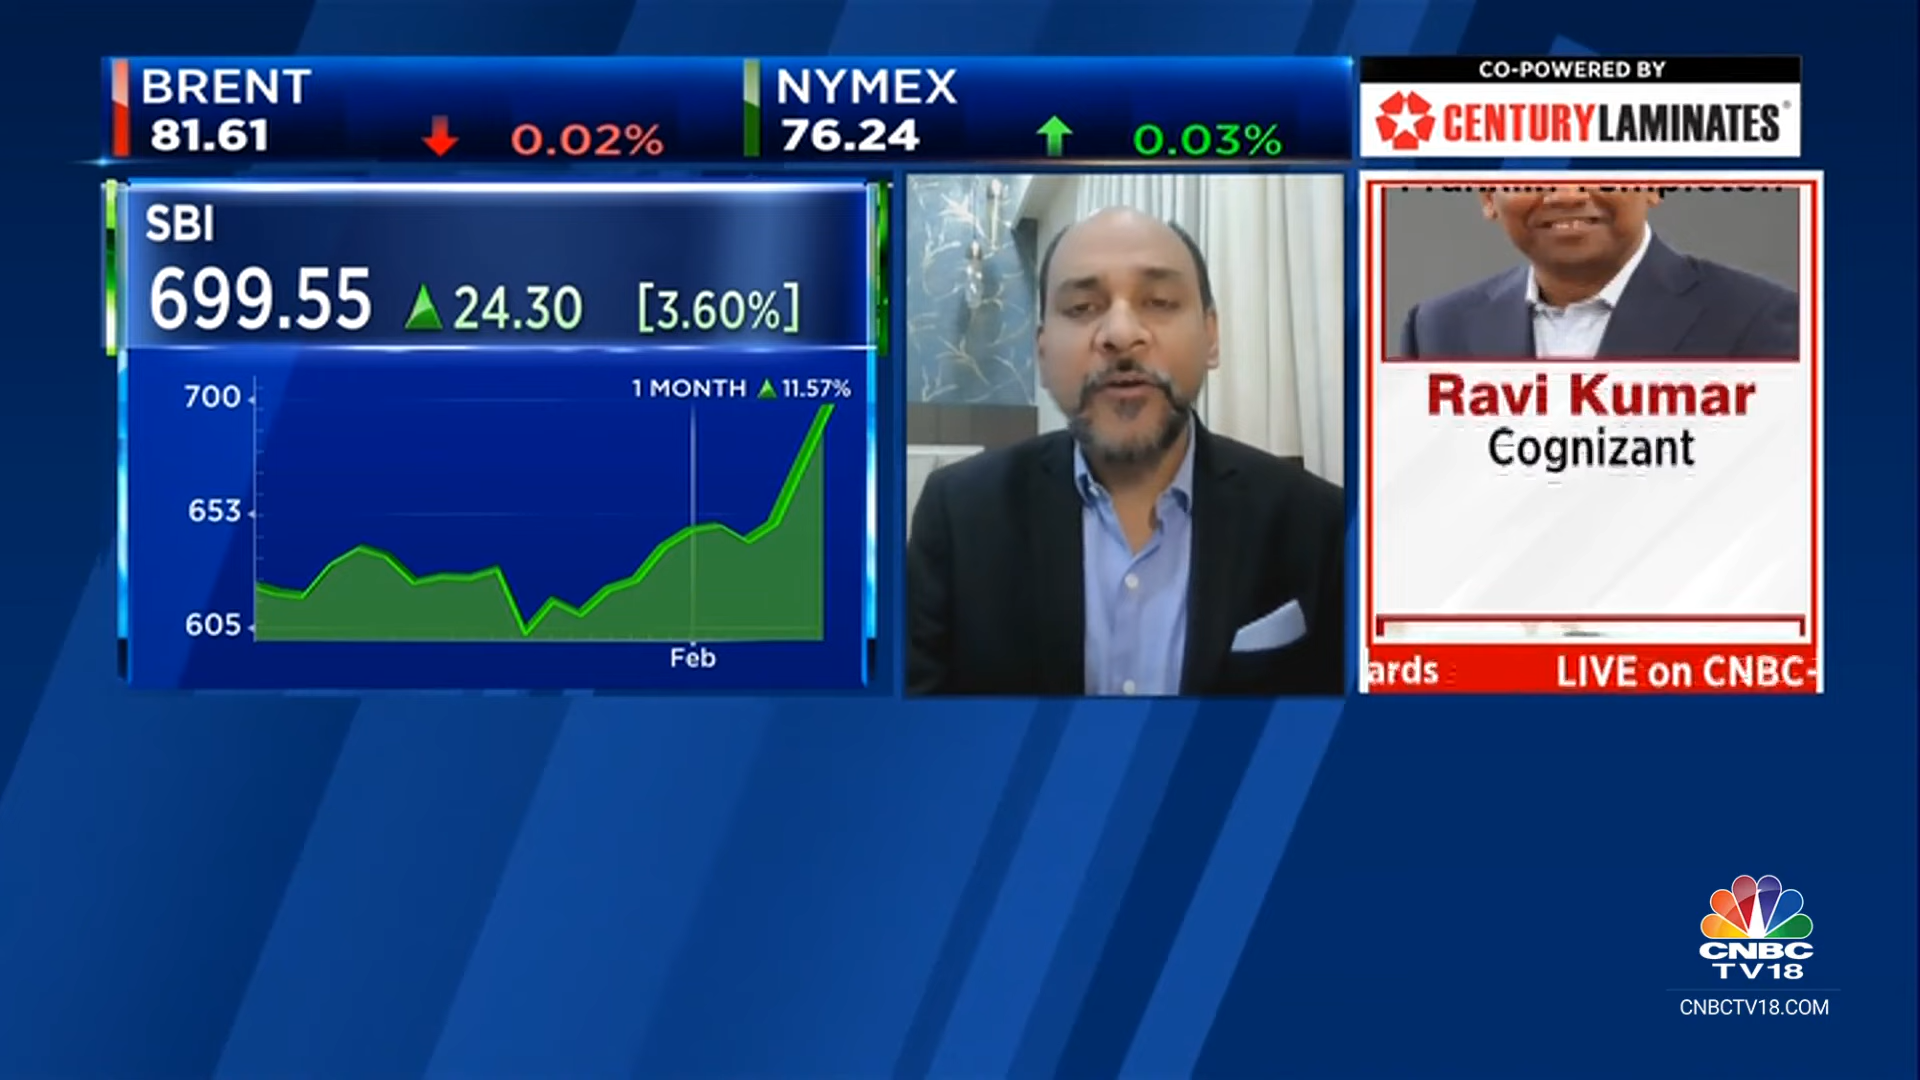 BRENT
81.61 0.02%
NYMEX
76.24 0.03%
CO-POWERED BY
CENTURYLAMINATES®
SBI
699.55 24.30 [3.60%]
1 MONTH 11.57%
700
653
605
Feb
Ravi Kumar
Cognizant
ards LIVE on CNBC-
CNBC
TV18
CNBCTV18.COM